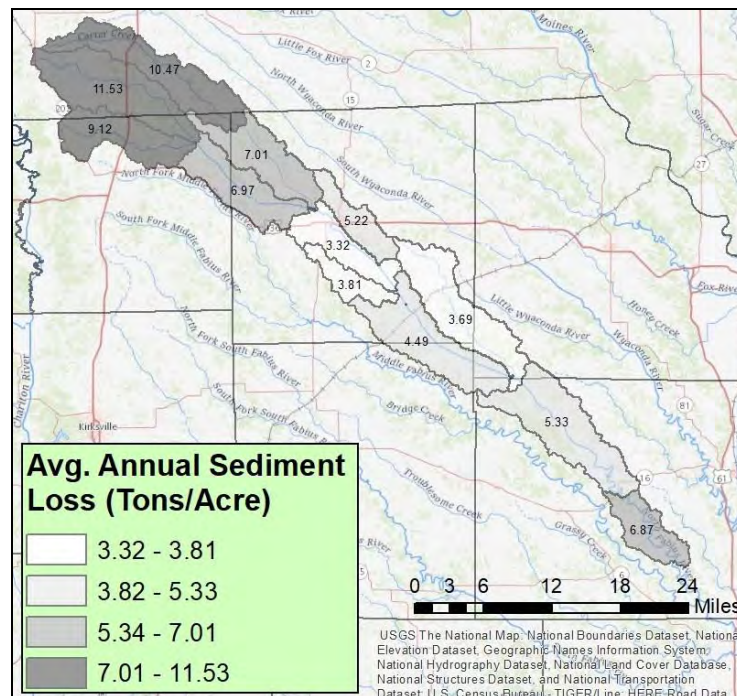 Carter Creek
Moines River
Little Fox River
2
10.47
North Wyaconda River
15
11.53
Sugar Creek
9.12
7.01
27
South Wyaconda River
North Fork Middle
6.97
5.22
South Fork Middle Fabius River
3.32
Fox River
3.81
Little Wyaconda River
Honey Creek
3.69
Wyaconda River
4.49
North Fork South Fabius River
Middle Fabius River
Chariton River
Bridge Creek
81
South Fork South Fabius River
Kirksville
5.33
Avg. Annual Sediment
Loss (Tons/Acre)
3.32 - 3.81
3.82 - 5.33
5.34 - 7.01
7.01 - 11.53
16
61
Troublesome Creek
Grassy Creek
6.87
6
0 3 6 12 18 24
Miles
USGS The National Map: National Boundaries Dataset, National
Elevation Dataset, Geographic Names Information System,
National Hydrography Dataset, National Land Cover Database,
National Structures Dataset, and National Transportation
Dataset; U.S. Census Bureau - TIGER/Line; HERE Road Data